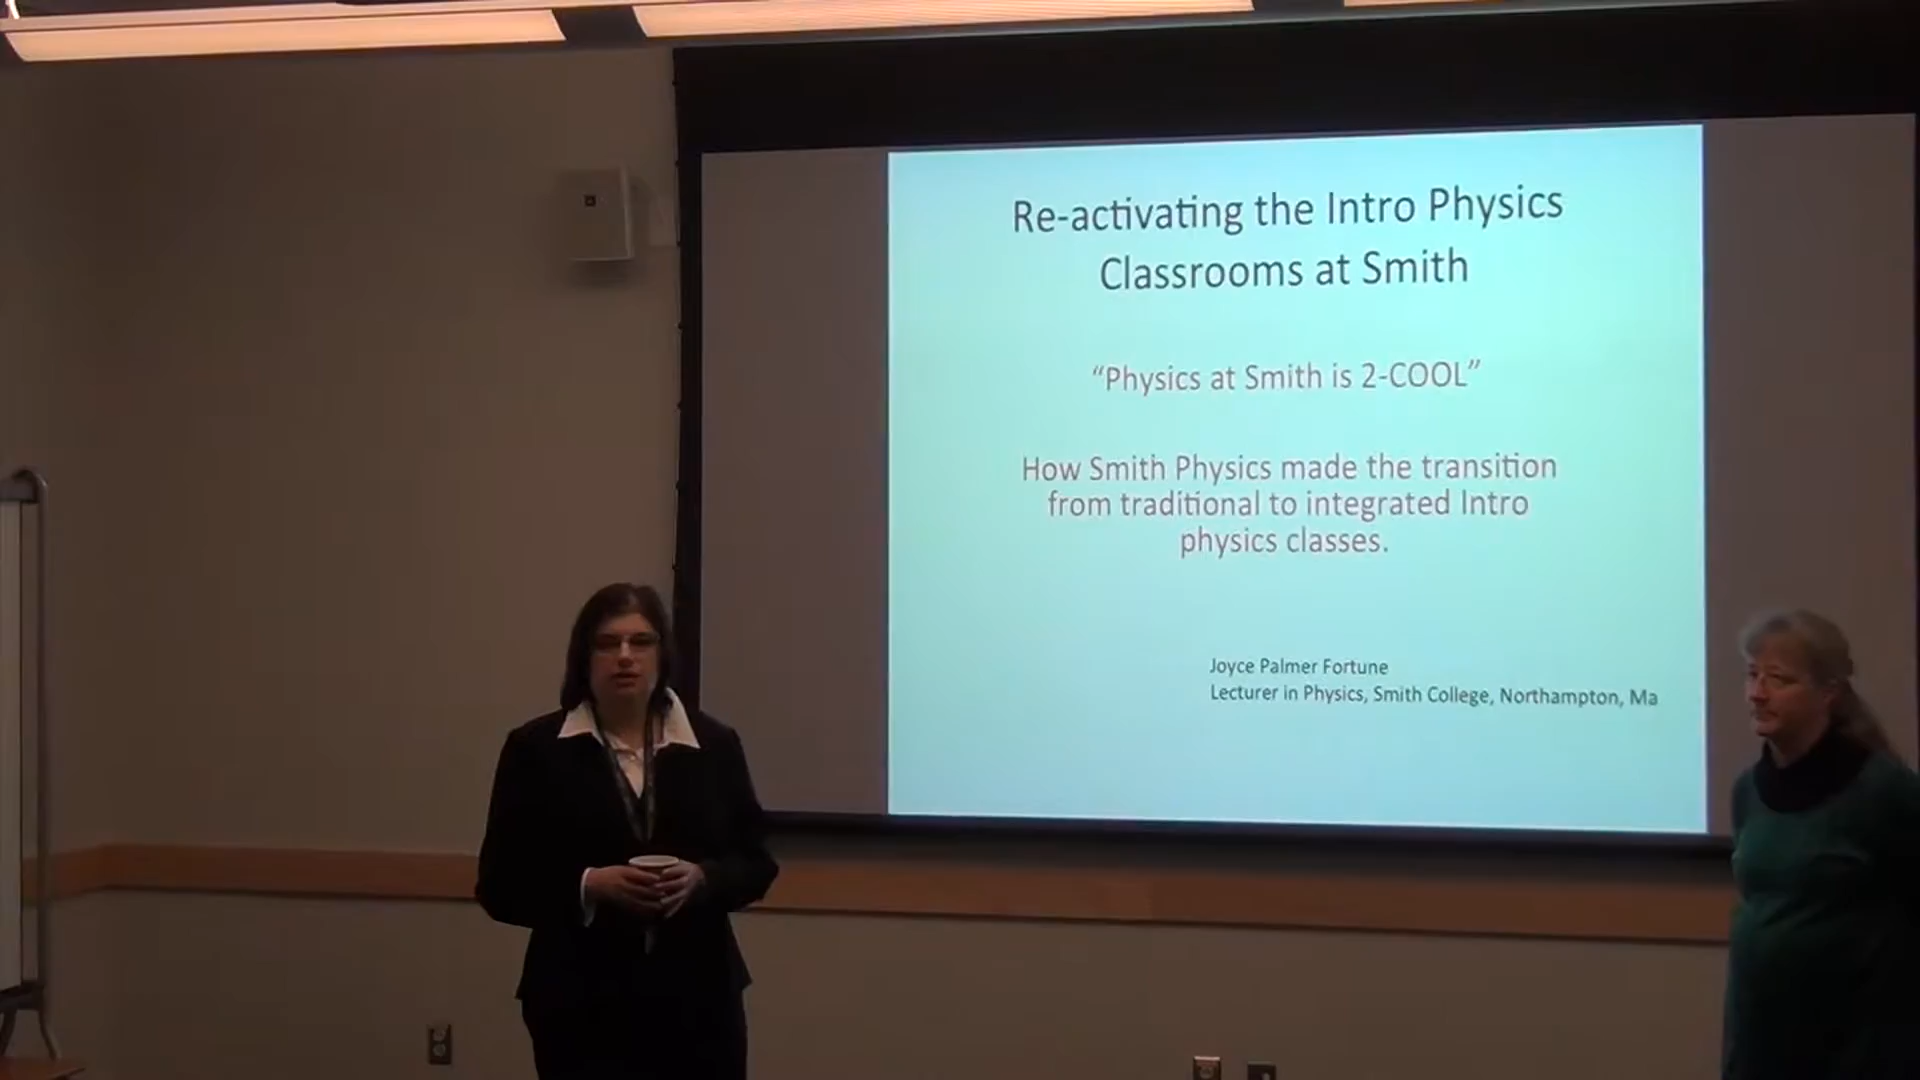 Re-activating the Intro Physics
Classrooms at Smith
“Physics at Smith is 2-COOL”
How Smith Physics made the transition
from traditional to integrated Intro
physics classes.
Joyce Palmer Fortune
Lecturer in Physics, Smith College, Northampton, Ma